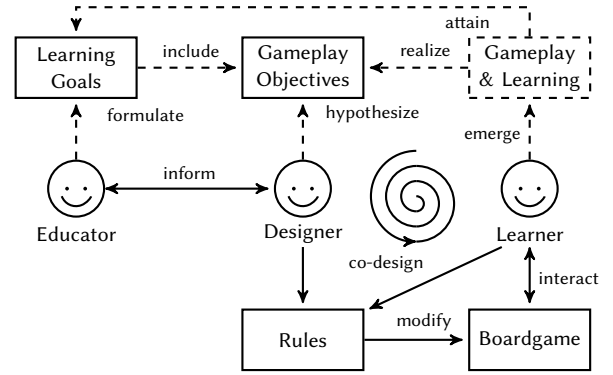 attain
Learning
Goals
include
Gameplay
Objectives
realize
Gameplay
& Learning
formulate
hypothesize
emerge
inform
Educator
Designer
Learner
co-design
interact
Rules
modify
Boardgame